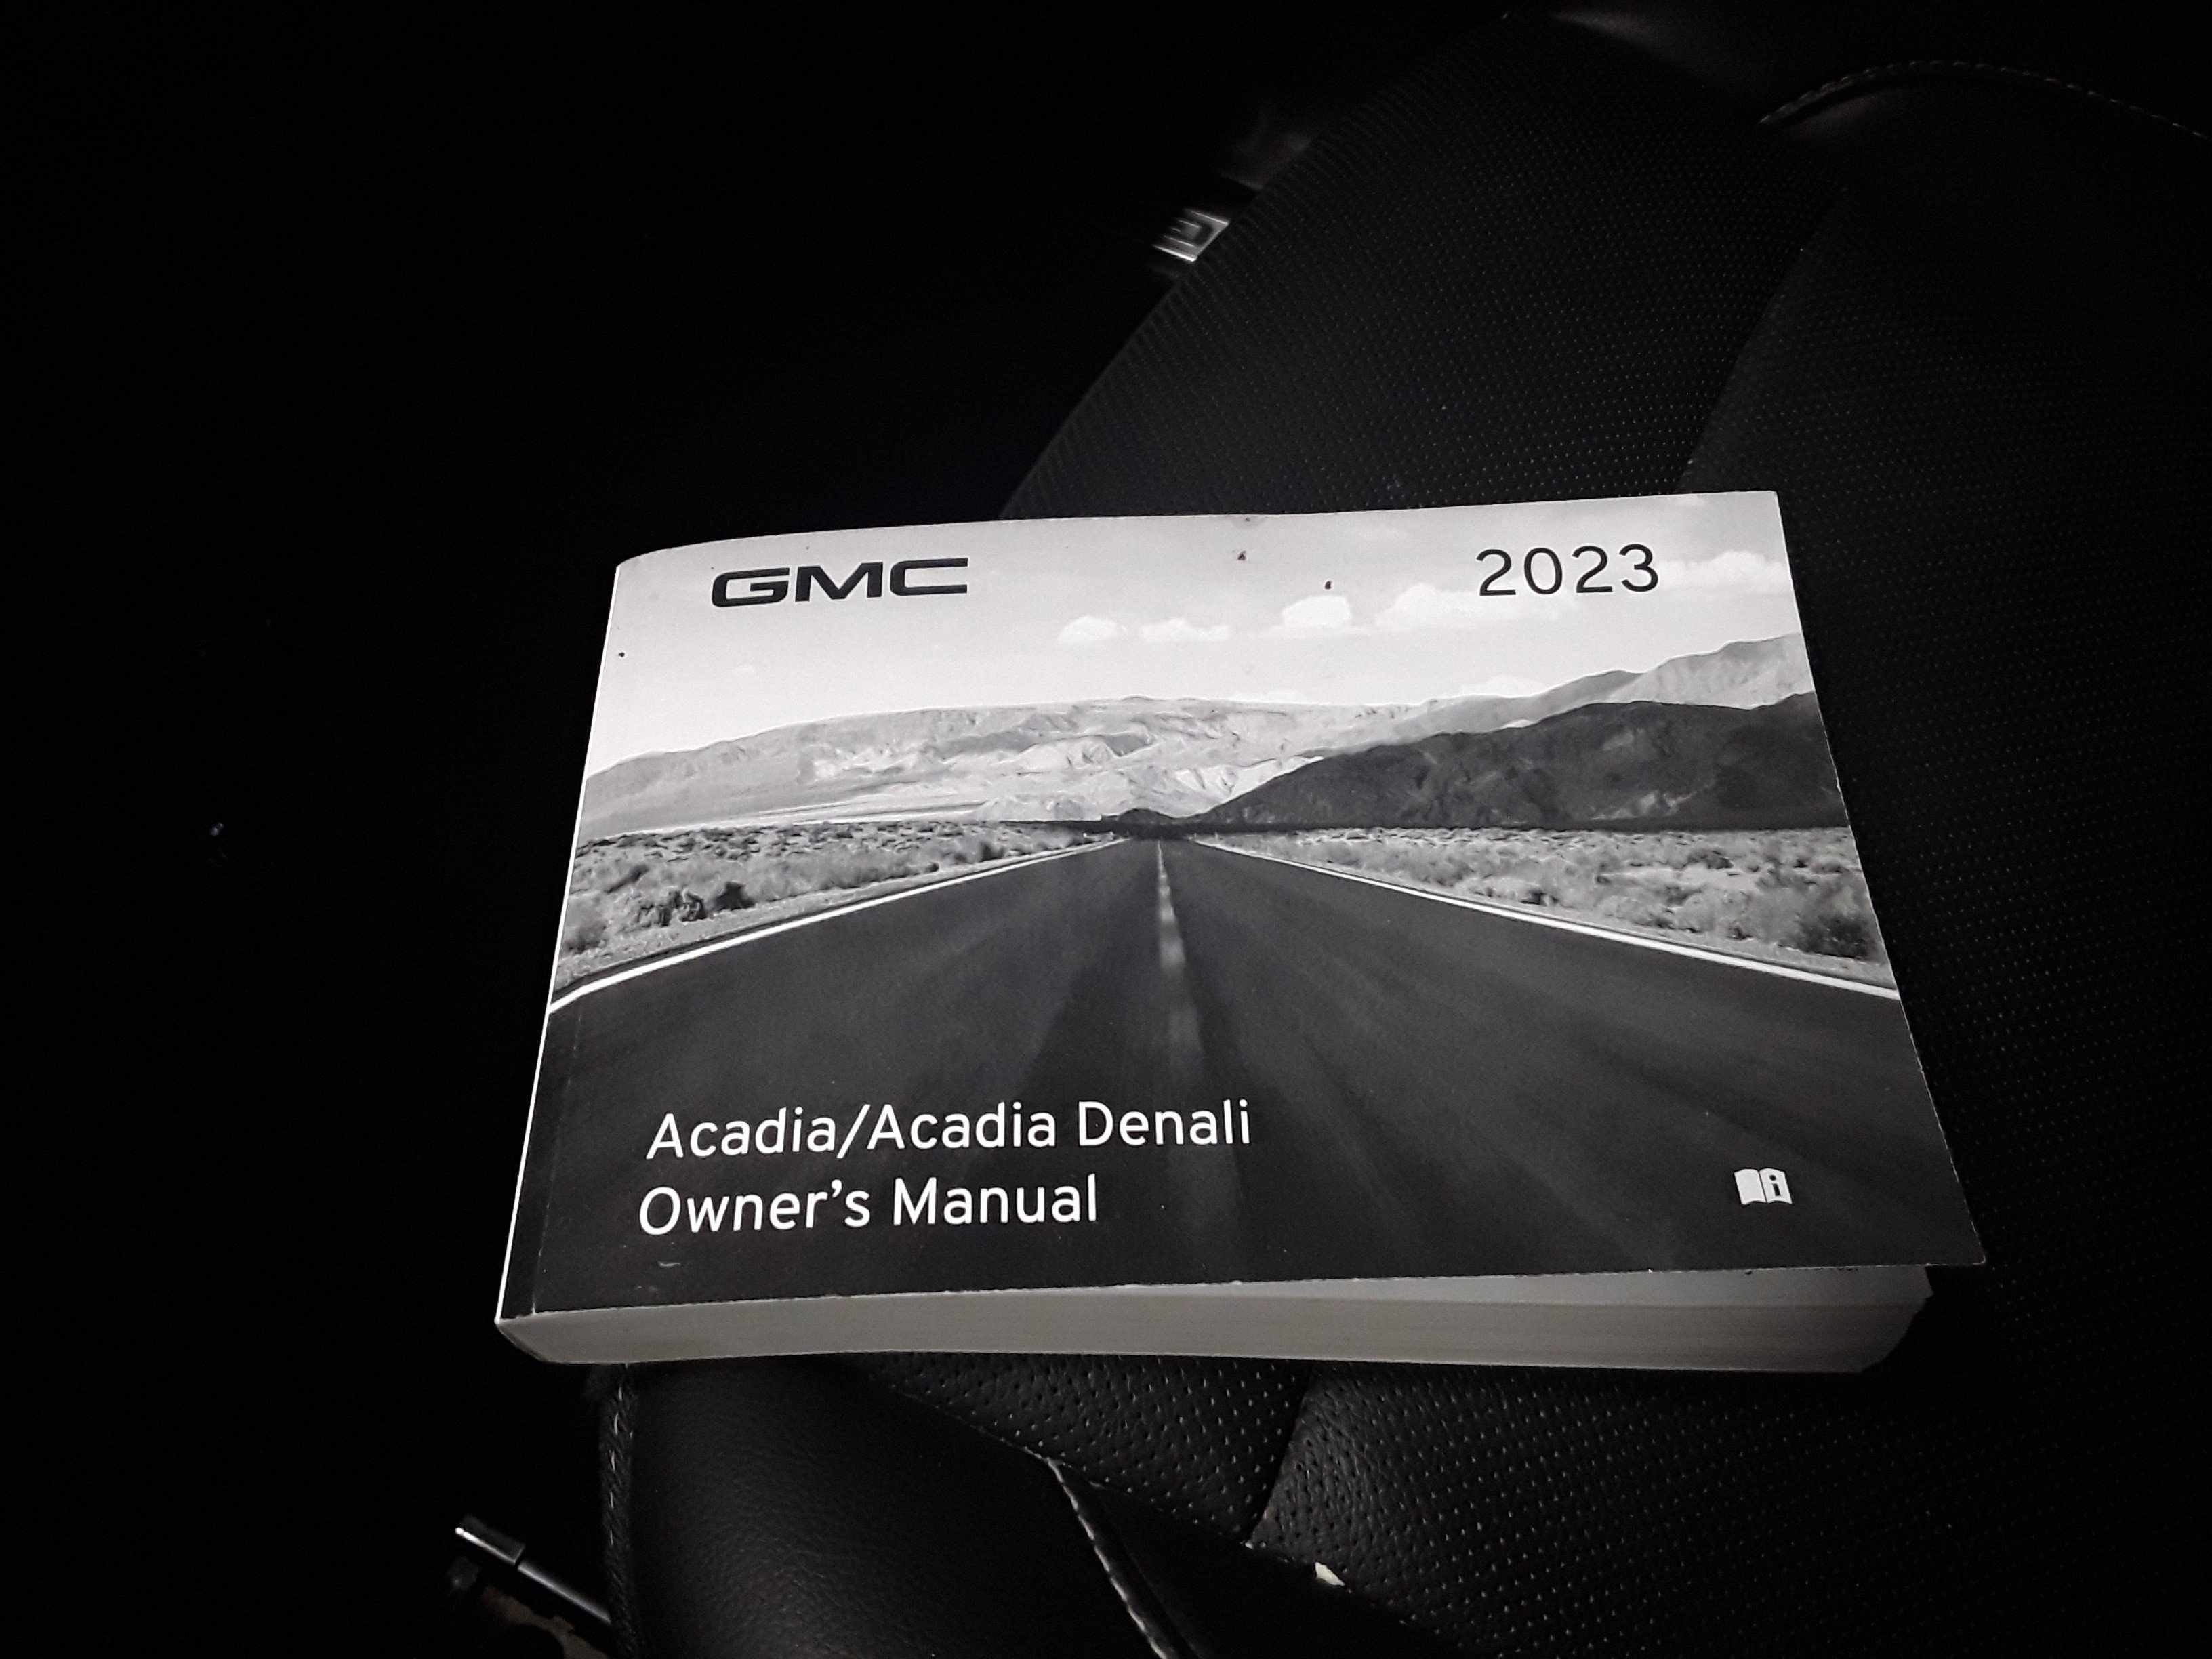 GMC 2023
Acadia/Acadia Denali
Owner's Manual